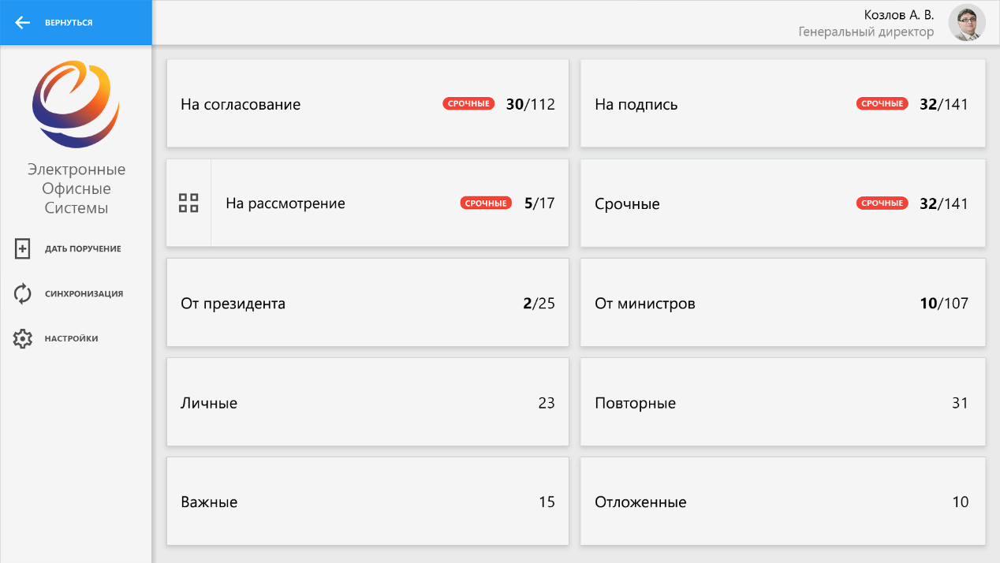 ВЕРНУТЬСЯ
Козлов А. В.
Генеральный директор
Электронные
Офисные
Системы
ДАТЬ ПОРУЧЕНИЕ
СИНХРОНИЗАЦИЯ
НАСТРОЙКИ
На согласование СРОЧНЫЕ 30/112
На подпись СРОЧНЫЕ 32/141
На рассмотрение СРОЧНЫЕ 5/17
Срочные СРОЧНЫЕ 32/141
От президента 2/25
От министров 10/107
Личные 23
Повторные 31
Важные 15
Отложенные 10